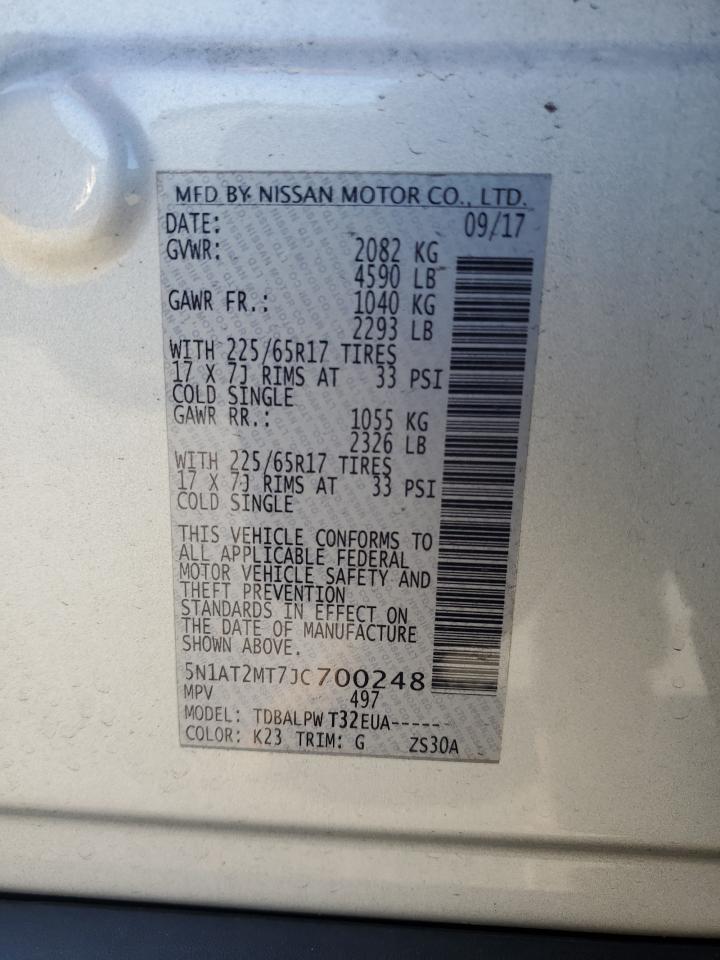 MFD BY NISSAN MOTOR CO., LTD.
DATE: 09/17
GVWR: 2082 KG
4590 LB
GAWR FR.: 1040 KG
2293 LB
WITH 225/65R17 TIRES
17 X 7J RIMS AT 33 PSI
COLD SINGLE
GAWR RR.: 1055 KG
2326 LB
WITH 225/65R17 TIRES
17 X 7J RIMS AT 33 PSI
COLD SINGLE
THIS VEHICLE CONFORMS TO
ALL APPLICABLE FEDERAL
MOTOR VEHICLE SAFETY AND
THEFT PREVENTION
STANDARDS IN EFFECT ON
THE DATE OF MANUFACTURE
SHOWN ABOVE.
5N1AT2MT7JC700248
MPV 497
MODEL: TDBALPW T32EUA------
COLOR: K23 TRIM: G ZS30A